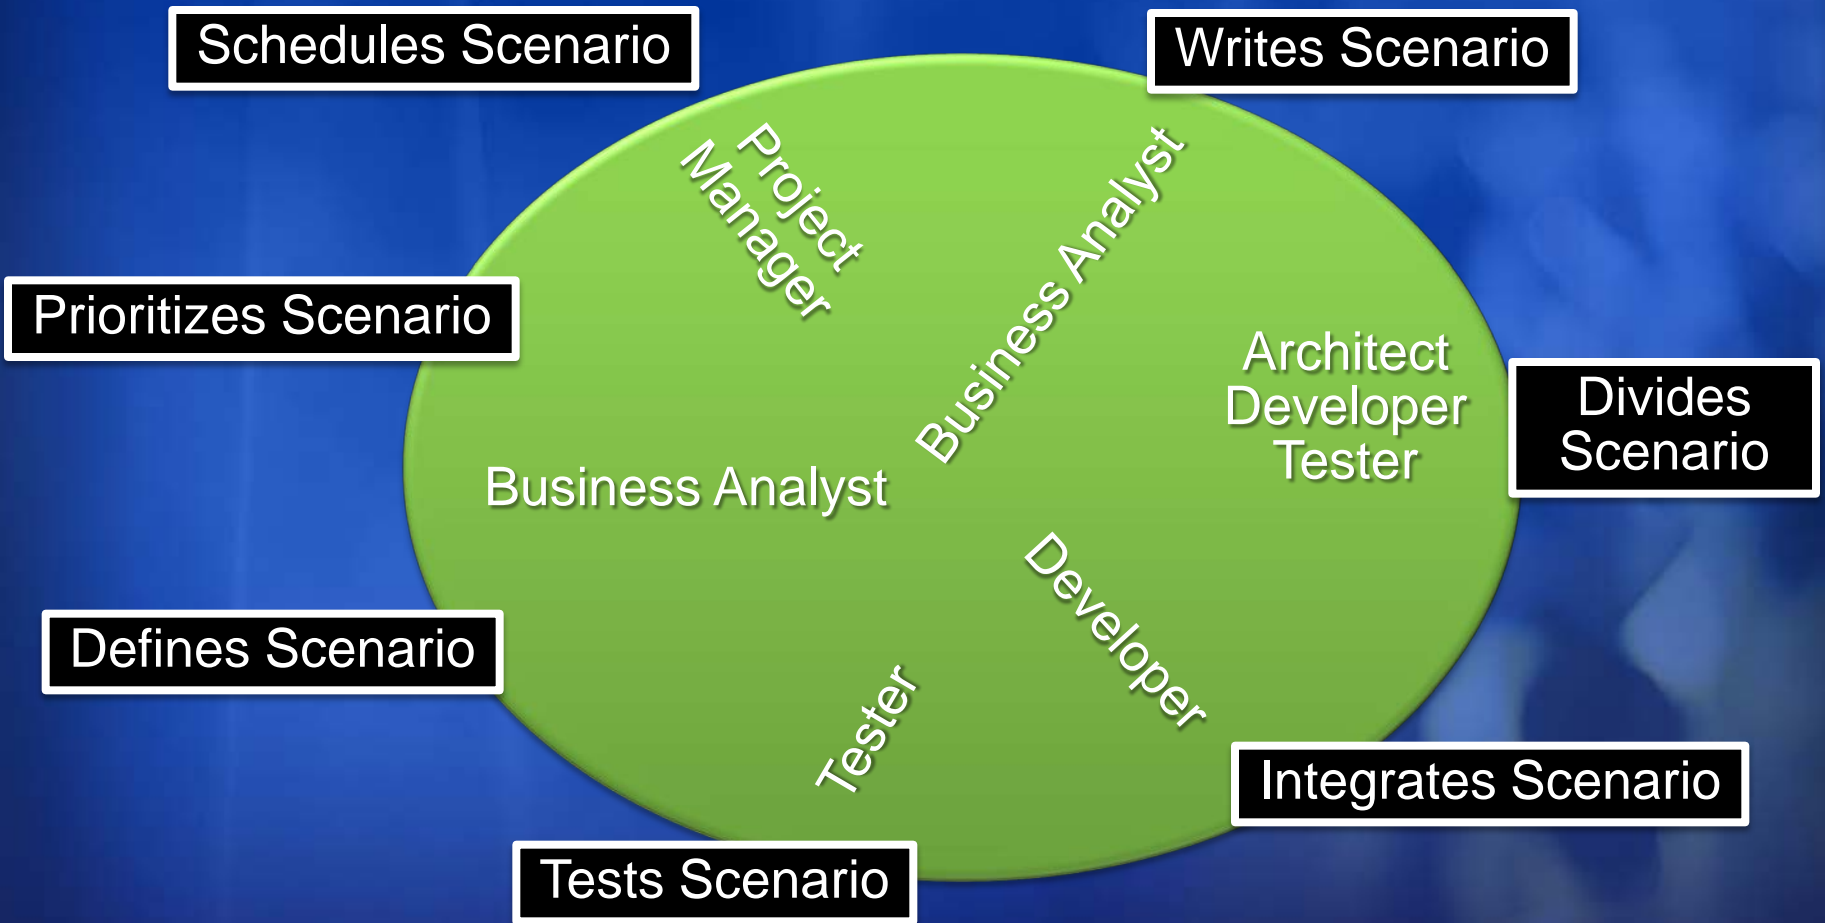 Schedules Scenario
Writes Scenario
Project
Manager
Business Analyst
Prioritizes Scenario
Architect
Developer
Tester
Divides
Scenario
Business Analyst
Developer
Defines Scenario
Tester
Integrates Scenario
Tests Scenario